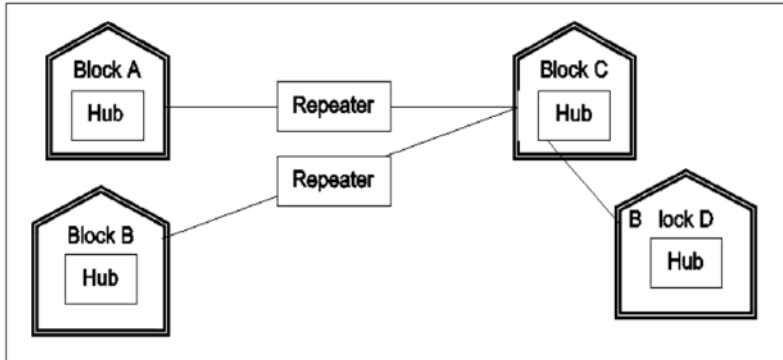 Block A
Hub
Repeater
Block C
Hub
Repeater
Block B
Hub
B lock D
Hub